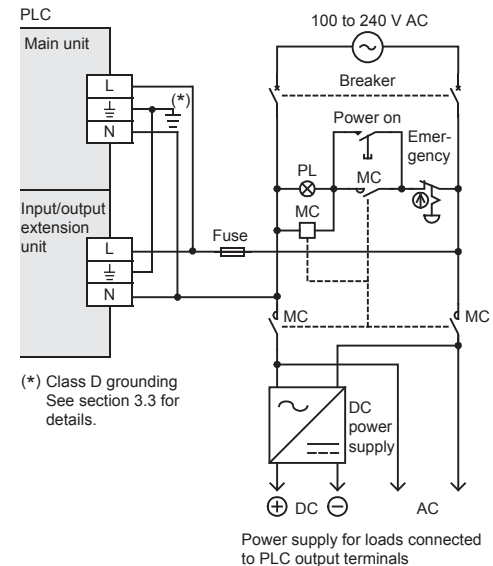 PLC
Main unit
L
N
(*)
Input/output
extension
unit
L
N
(*) Class D grounding
See section 3.3 for
details.
100 to 240 V AC
Breaker
Power on
Emer-
gency
PL
MC
MC
Fuse
MC
MC
DC
power
supply
DC
AC
Power supply for loads connected
to PLC output terminals